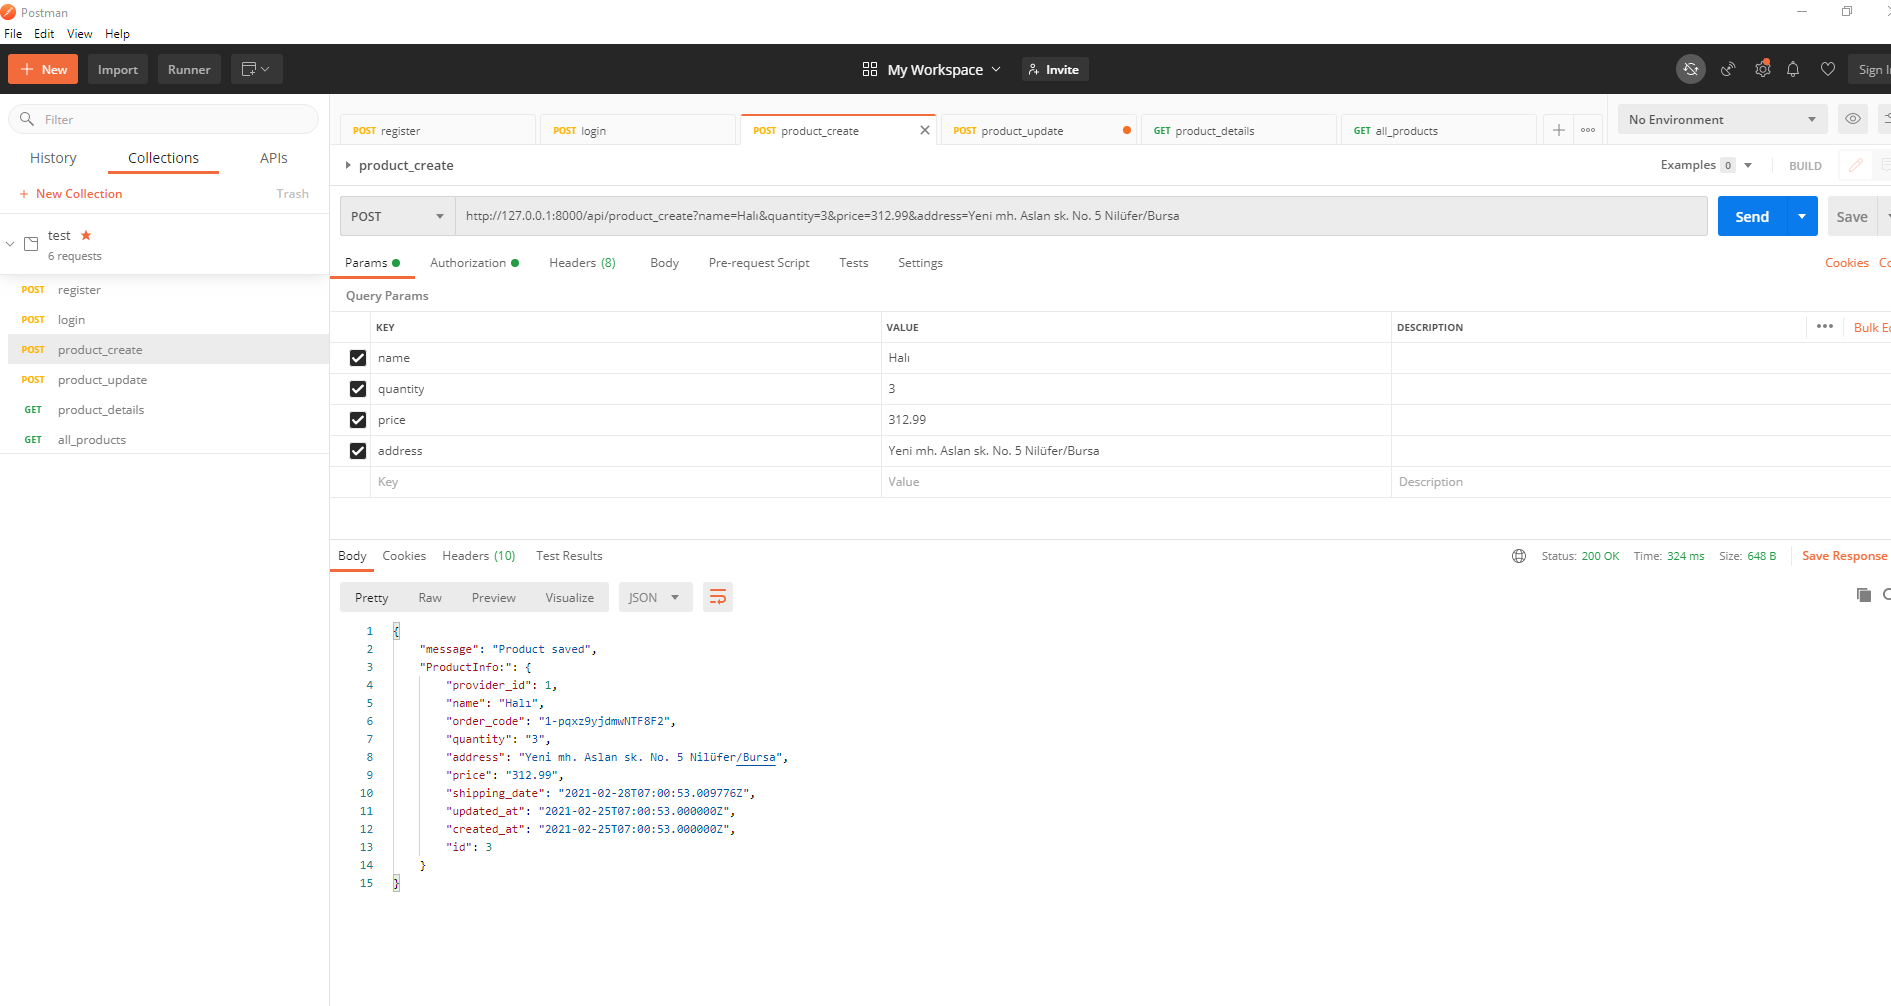 Postman
File Edit View Help
New Import Runner My Workspace Invite
Filter
History Collections APIs
+ New Collection Trash
test
6 requests
POST register
POST login
POST product_create
POST product_update
GET product_details
GET all_products
POST register POST login POST product_create POST product_update GET product_details GET all_products No Environment
product_create Examples 0 BUILD
POST http://127.0.0.1:8000/api/product_create?name=Halı&quantity=3&price=312.99&address=Yeni mh. Aslan sk. No. 5 Nilüfer/Bursa Send Save
Params Authorization Headers (8) Body Pre-request Script Tests Settings Cookies
Query Params
KEY VALUE DESCRIPTION Bulk
name Halı
quantity 3
price 312.99
address Yeni mh. Aslan sk. No. 5 Nilüfer/Bursa
Key Value Description
Body Cookies Headers (10) Test Results Status: 200 OK Time: 324 ms Size: 648 B Save Response
Pretty Raw Preview Visualize JSON
1 {
2 "message": "Product saved",
3 "ProductInfo:": {
4 "provider_id": 1,
5 "name": "Halı",
6 "order_code": "1-pqxz9yjdmwNTF8F2",
7 "quantity": "3",
8 "address": "Yeni mh. Aslan sk. No. 5 Nilüfer/Bursa",
9 "price": "312.99",
10 "shipping_date": "2021-02-28T07:00:53.009776Z",
11 "updated_at": "2021-02-25T07:00:53.000000Z",
12 "created_at": "2021-02-25T07:00:53.000000Z",
13 "id": 3
14 }
15 }